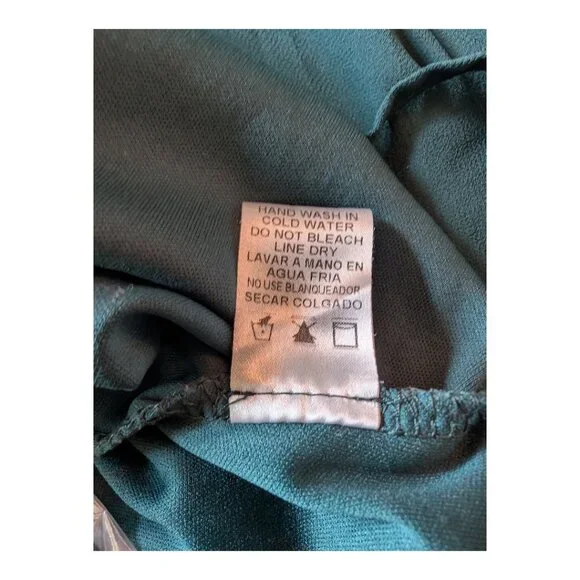 HAND WASH IN
COLD WATER
DO NOT BLEACH
LINE DRY
LAVAR A MANO EN
AGUA FRIA
NO USE BLANQUEADOR
SECAR COLGADO